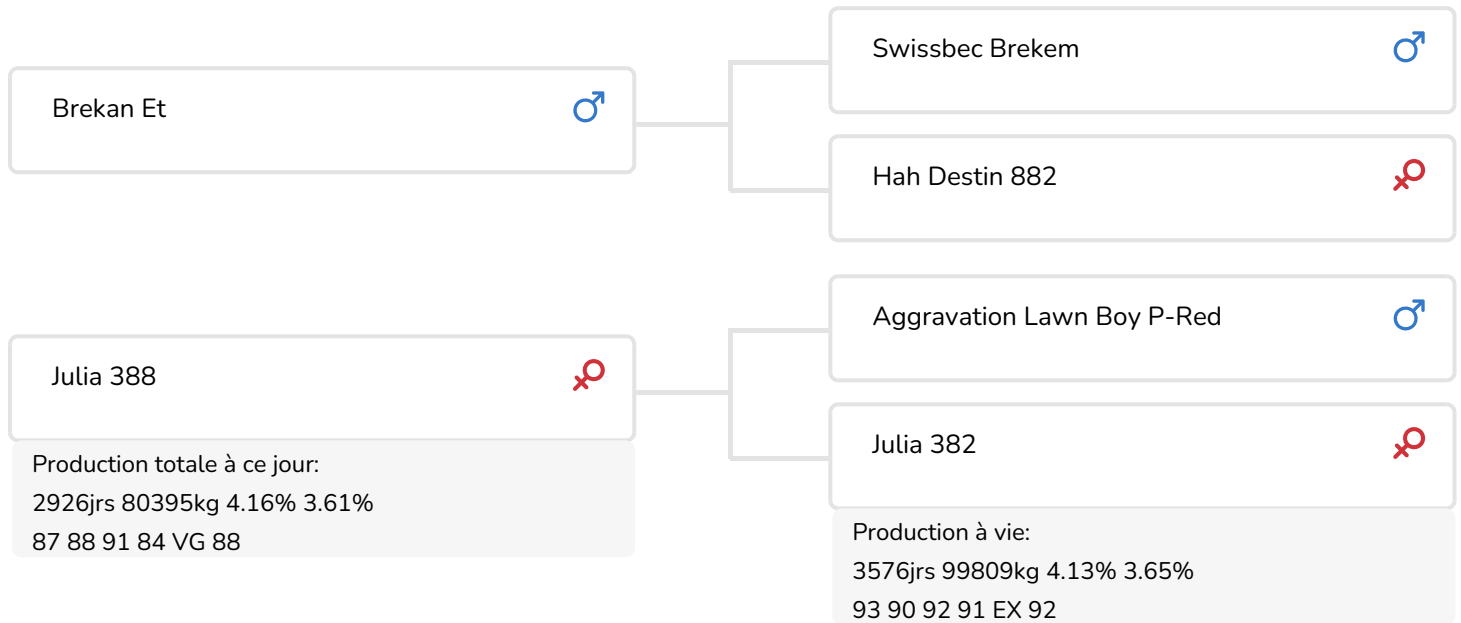 Swissbec Brekem
Brekan Et
Hah Destin 882
Aggravation Lawn Boy P-Red
Julia 388
Julia 382
Production totale à ce jour:
2926jrs 80395kg 4.16% 3.61%
87 88 91 84 VG 88
Production à vie:
3576jrs 99809kg 4.13% 3.65%
93 90 92 91 EX 92